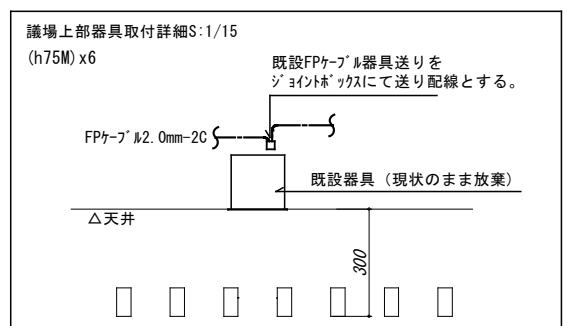 議場上部器具取付詳細S:1/15
(h75M)x6
既設FPｹｰﾌﾞﾙ器具送りを
ｼﾞｮｲﾝﾄﾎﾞｯｸｽにて送り配線とする。
FPｹｰﾌﾞﾙ2.0mm-2C
既設器具（現状のまま放棄）
△天井
300